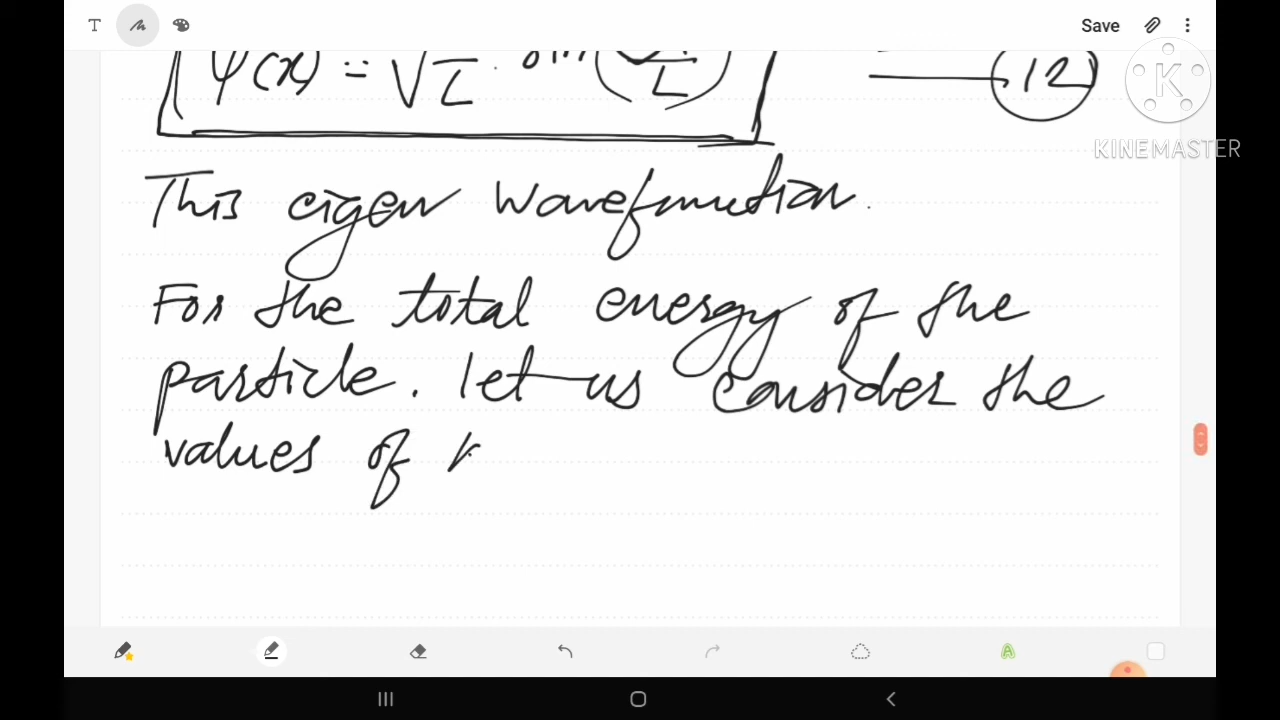 T Save
ψ(x) = √ L . sin( L ) 12
KINEMASTER
This eigen wavefunction.
For the total energy of the
particle. let us consider the
values of k